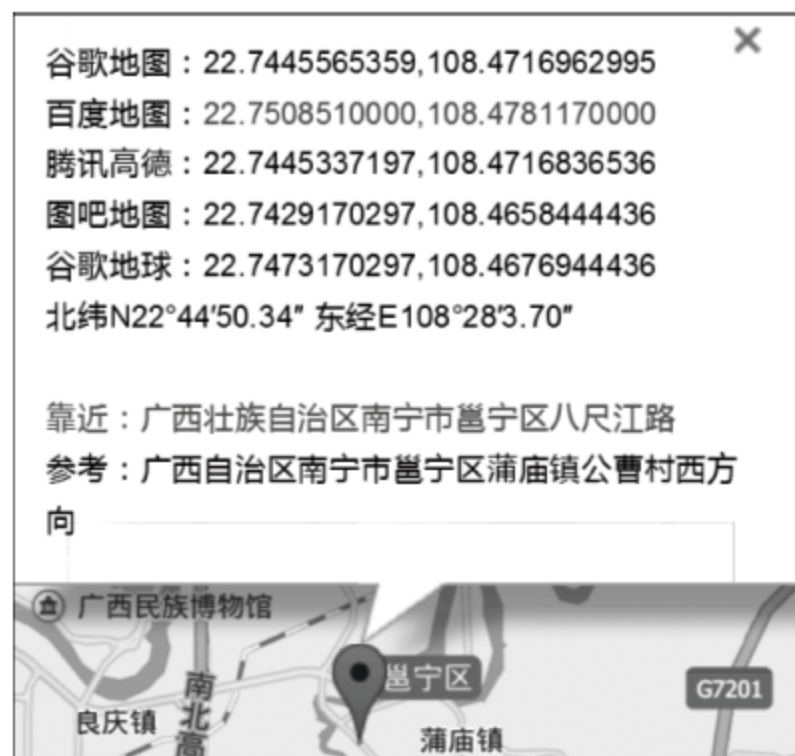 谷歌地图：22.7445565359,108.4716962995
百度地图：22.7508510000,108.4781170000
腾讯高德：22.7445337197,108.4716836536
图吧地图：22.7429170297,108.4658444436
谷歌地球：22.7473170297,108.4676944436
北纬N22°44′50.34″ 东经E108°28′3.70″
靠近：广西壮族自治区南宁市邕宁区八尺江路
参考：广西自治区南宁市邕宁区蒲庙镇公曹村西方
向
广西民族博物馆
邕宁区
G7201
南北高
良庆镇
蒲庙镇